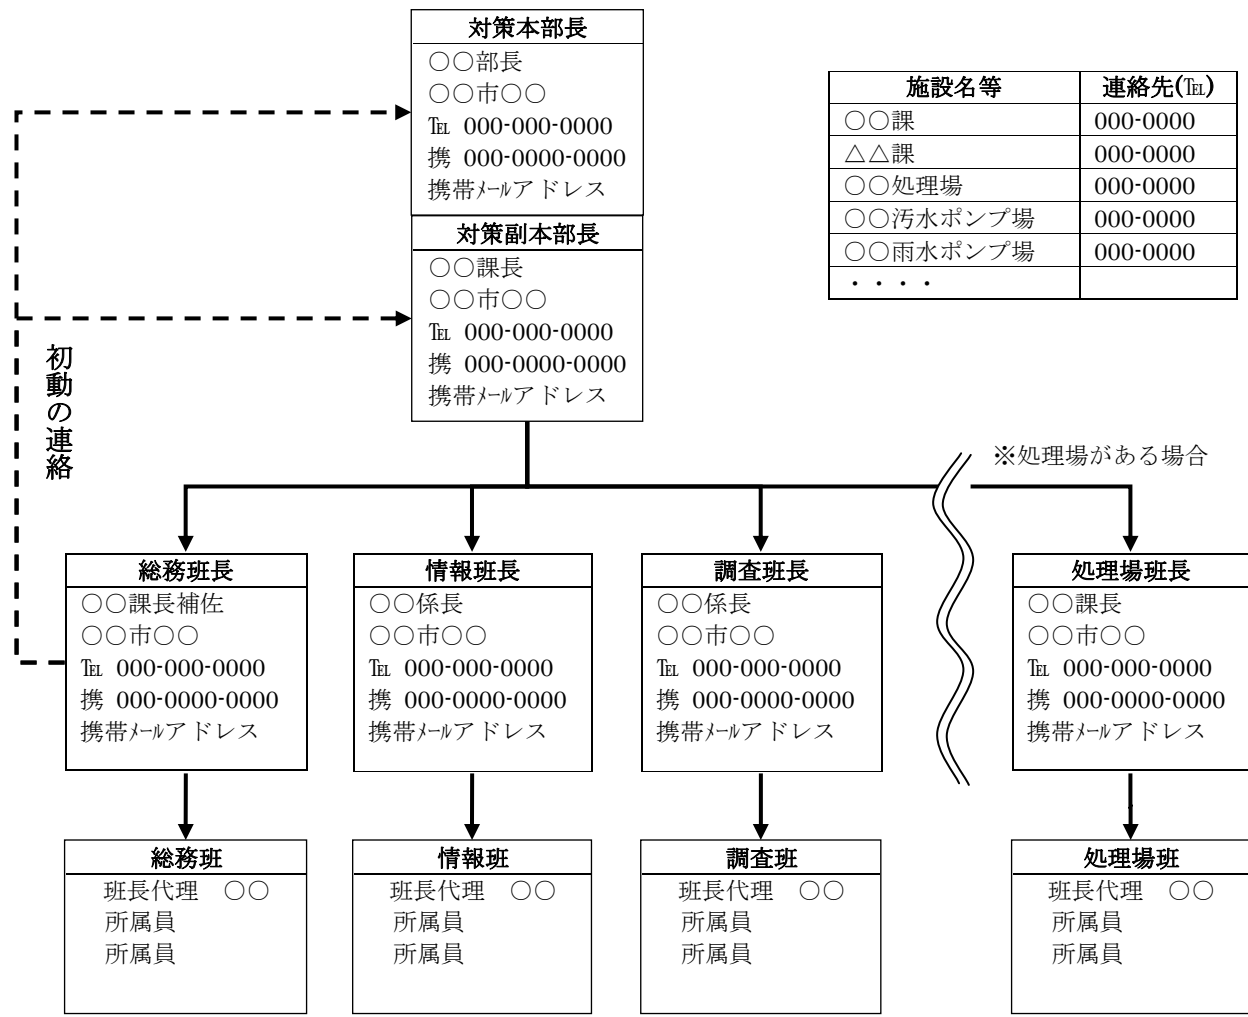 対策本部長
○○部長
○○市○○
℡ 000-000-0000
携 000-0000-0000
携帯ﾒｰﾙアドレス
対策副本部長
○○課長
○○市○○
℡ 000-000-0000
携 000-0000-0000
携帯ﾒｰﾙアドレス
施設名等 連絡先(℡)
○○課 000-0000
△△課 000-0000
○○処理場 000-0000
○○汚水ポンプ場 000-0000
○○雨水ポンプ場 000-0000
・・・・
初動の連絡
※処理場がある場合
総務班長
○○課長補佐
○○市○○
℡ 000-000-0000
携 000-0000-0000
携帯ﾒｰﾙアドレス
情報班長
○○係長
○○市○○
℡ 000-000-0000
携 000-0000-0000
携帯ﾒｰﾙアドレス
調査班長
○○係長
○○市○○
℡ 000-000-0000
携 000-0000-0000
携帯ﾒｰﾙアドレス
処理場班長
○○課長
○○市○○
℡ 000-000-0000
携 000-0000-0000
携帯ﾒｰﾙアドレス
総務班
班長代理 ○○
所属員
所属員
情報班
班長代理 ○○
所属員
所属員
調査班
班長代理 ○○
所属員
所属員
処理場班
班長代理 ○○
所属員
所属員